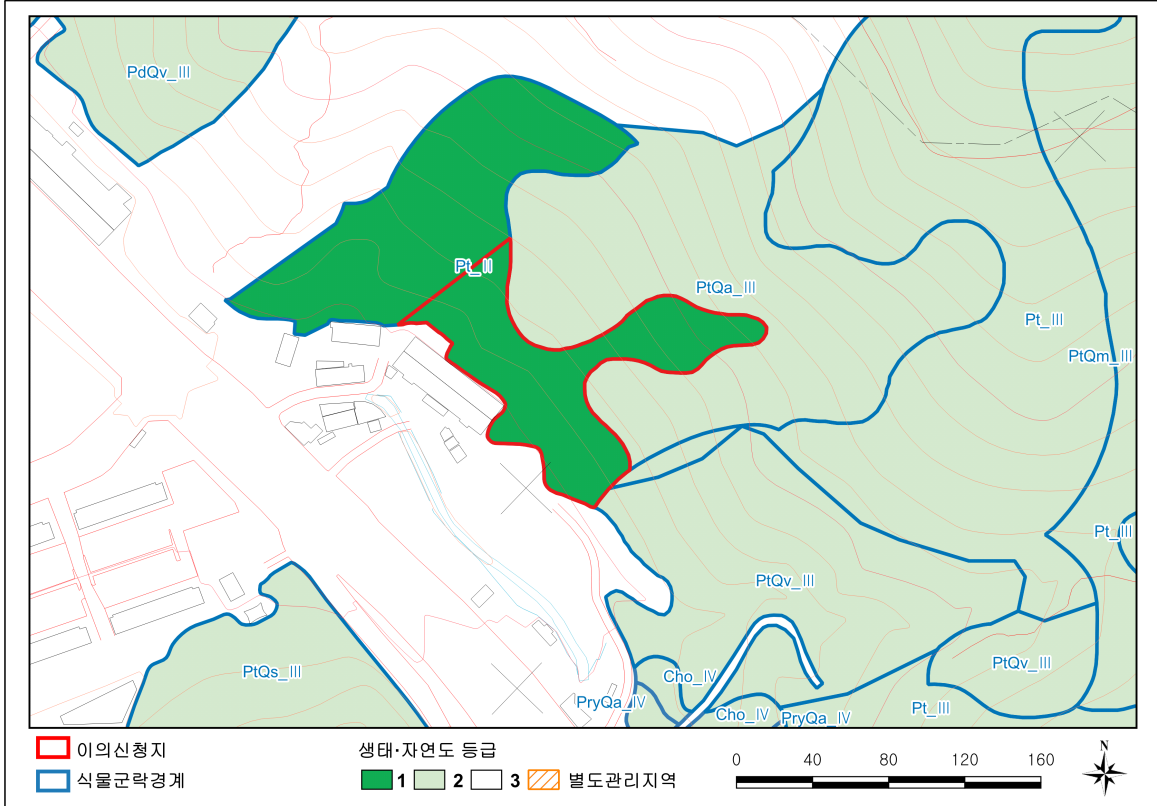 PdQv_III
Pt_II
PtQa_III
Pt_III
PtQm_III
Pt_III
PtQv_III
PtQv_III
PtQs_III
Cho_IV
PryQa_IV
Cho_IV
PryQa_IV
Pt_III
이의신청지
식물군락경계
생태·자연도 등급
1 2 3 별도관리지역
0 40 80 120 160
N